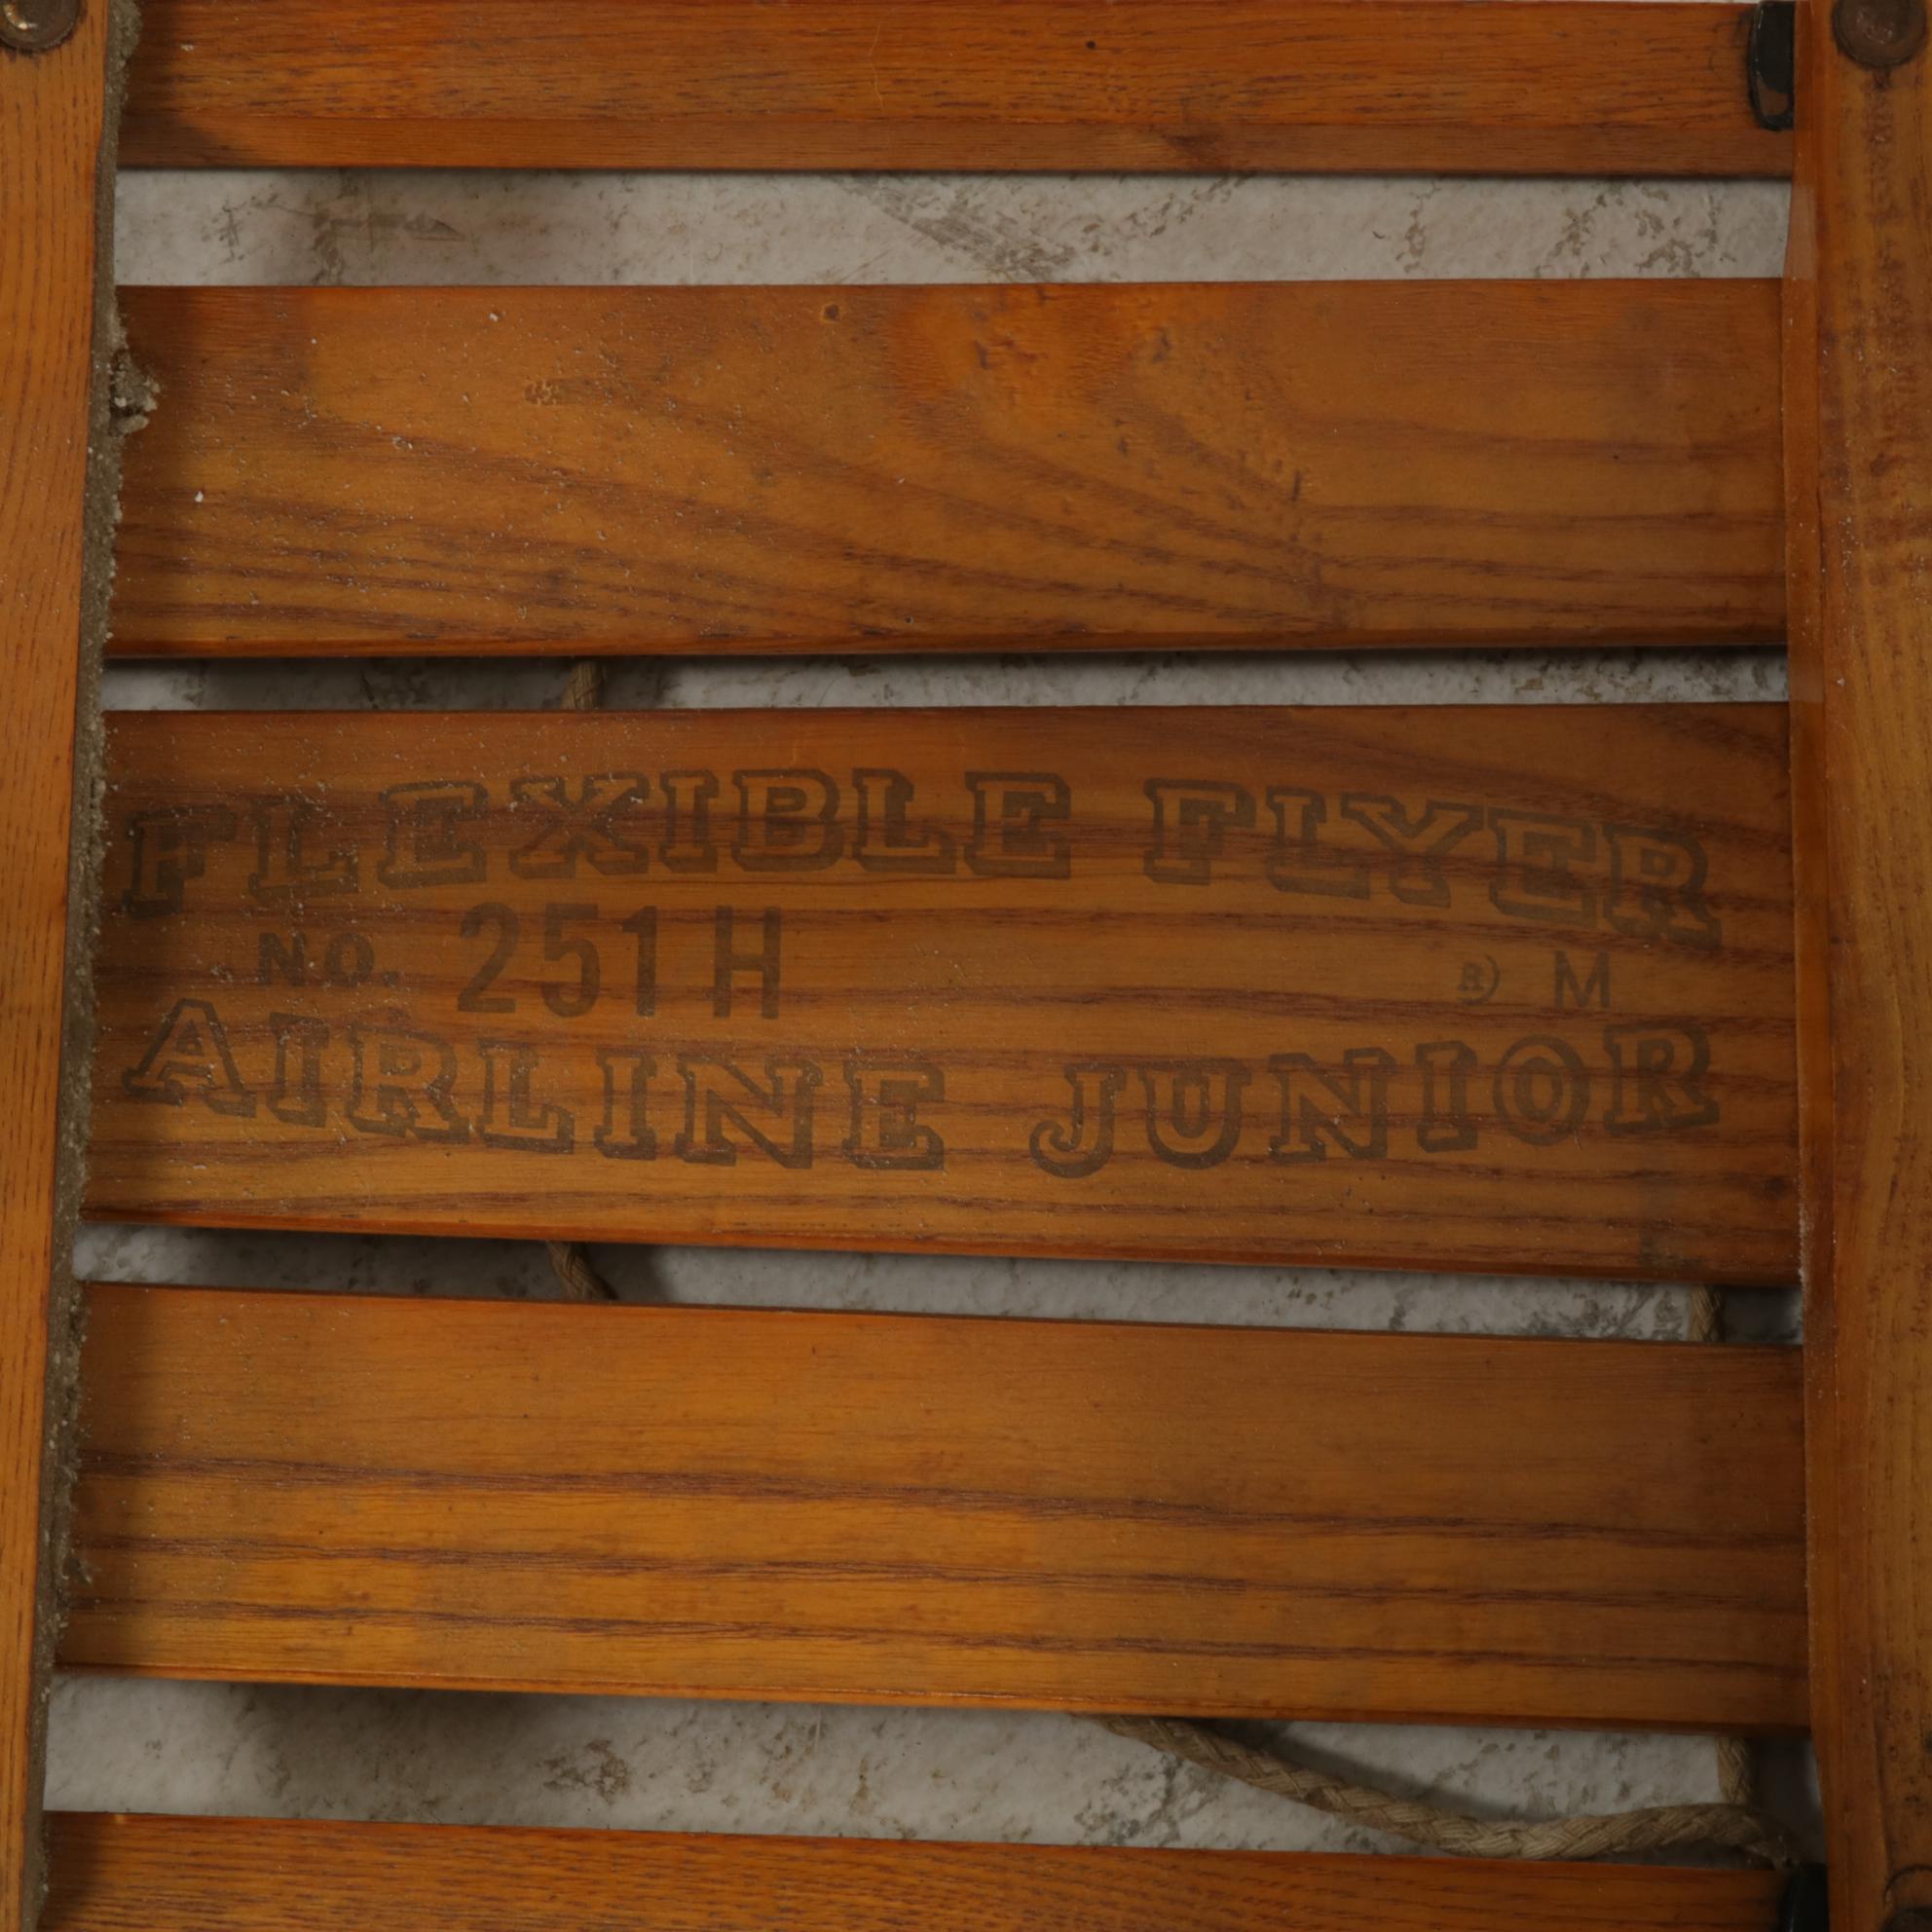 FLEXIBLE FLYER
NO. 251H ® M
AIRLINE JUNIOR